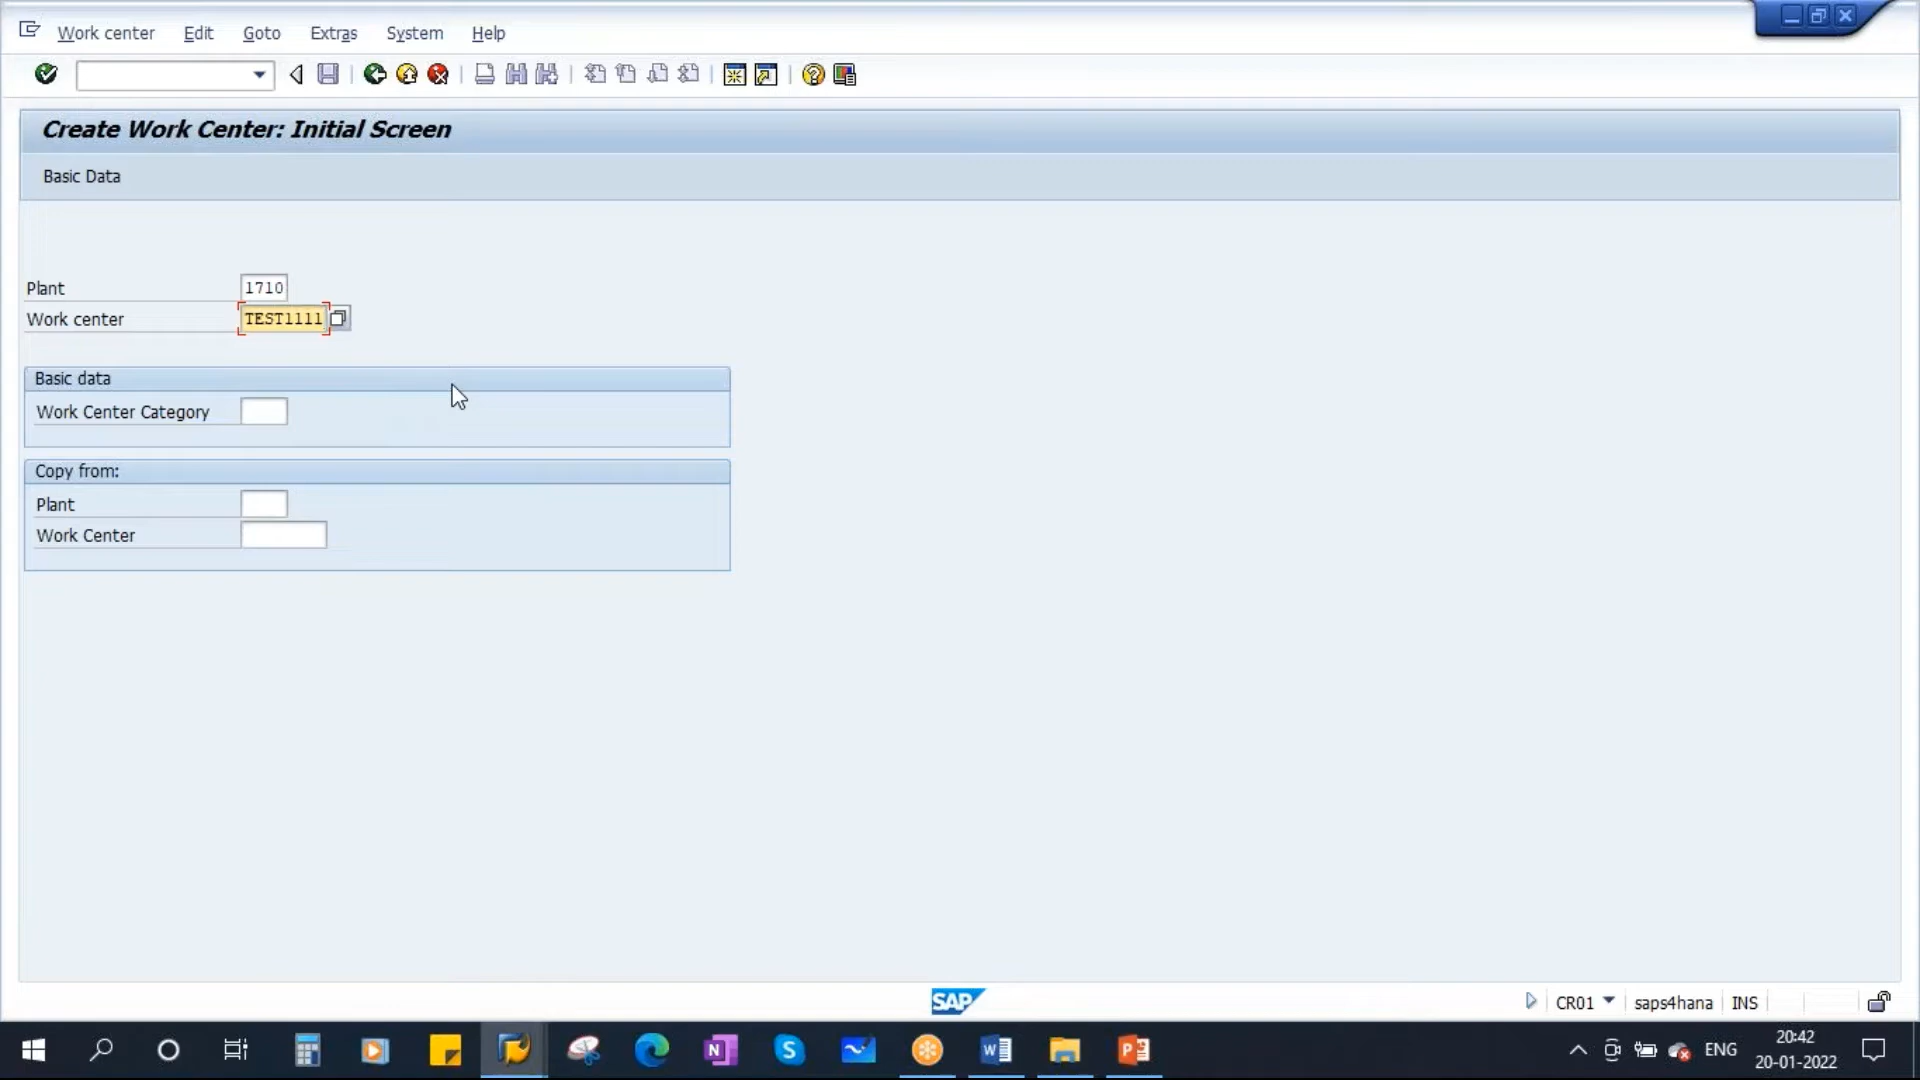 Work center Edit Goto Extras System Help
Create Work Center: Initial Screen
Basic Data
Plant 1710
Work center TEST1111
Basic data
Work Center Category
Copy from:
Plant
Work Center
SAP
CR01 saps4hana INS
ENG
20:42
20-01-2022